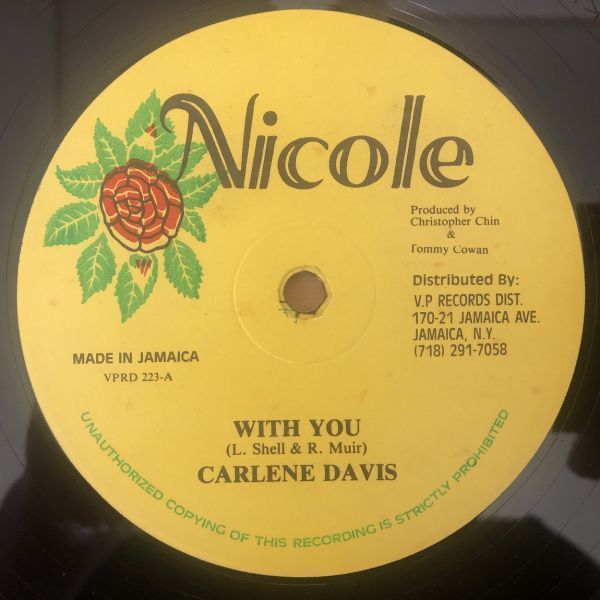 Nicole
Produced by
Christopher Chin
&
Tommy Cowan
Distributed By:
V.P RECORDS DIST.
170-21 JAMAICA AVE.
JAMAICA, N.Y.
(718) 291-7058
MADE IN JAMAICA
VPRD 223-A
WITH YOU
(L. Shell & R. Muir)
CARLENE DAVIS
UNAUTHORIZED COPYING OF THIS RECORDING IS STRICTLY PROHIBITED